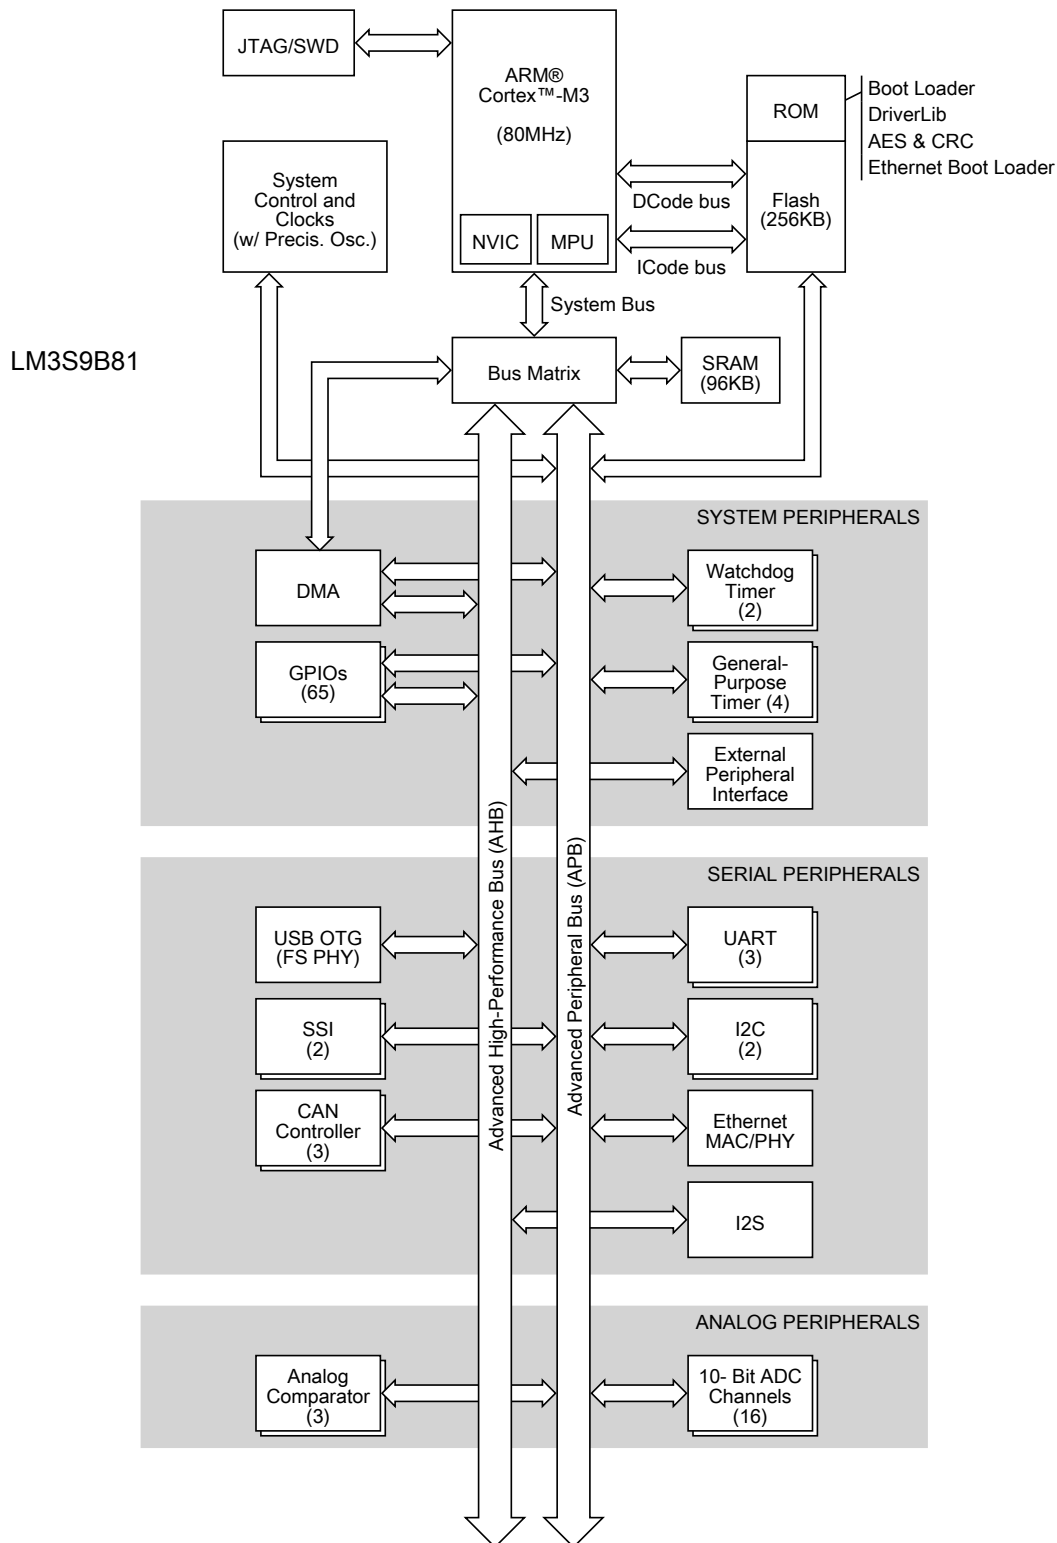 JTAG/SWD
ARM®
Cortex™-M3
(80MHz)
NVIC
MPU
ROM
Boot Loader
DriverLib
AES & CRC
Ethernet Boot Loader
Flash
(256KB)
DCode bus
ICode bus
System
Control and
Clocks
(w/ Precis. Osc.)
System Bus
LM3S9B81
Bus Matrix
SRAM
(96KB)
SYSTEM PERIPHERALS
DMA
Watchdog
Timer
(2)
GPIOs
(65)
General-
Purpose
Timer (4)
External
Peripheral
Interface
Advanced High-Performance Bus (AHB)
Advanced Peripheral Bus (APB)
SERIAL PERIPHERALS
USB OTG
(FS PHY)
UART
(3)
SSI
(2)
I2C
(2)
CAN
Controller
(3)
Ethernet
MAC/PHY
I2S
ANALOG PERIPHERALS
Analog
Comparator
(3)
10- Bit ADC
Channels
(16)